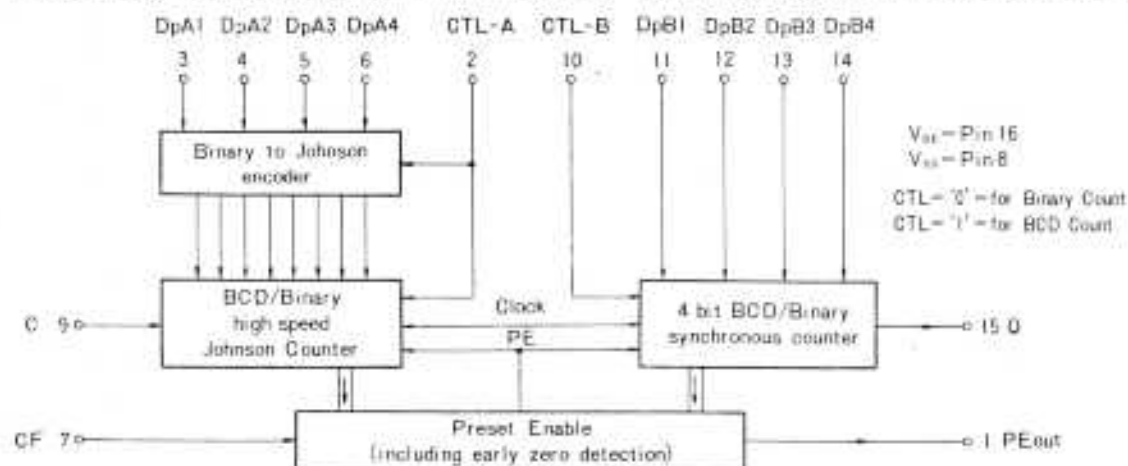 DpA1 DpA2 DpA3 DpA4 CTL-A CTL-B DpB1 DpB2 DpB3 DpB4
3 4 5 6 2 10 11 12 13 14
Binary to Johnson
encoder
= Pin 16
= Pin 8
CTL = "0" = for Binary Count
CTL = "1" = for BCD Count
BCD/Binary
high speed
Johnson Counter
Clock
PE
4 bit BCD/Binary
synchronous counter
C 9
15 Q
Preset Enable
(including early zero detection)
CF 7
1 PEout